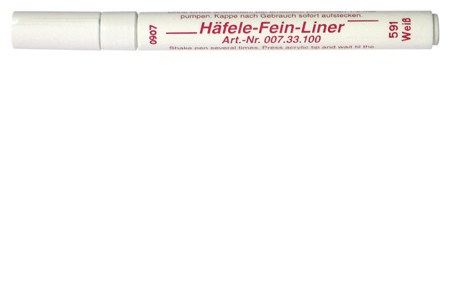 pumpen. Kappe nach Gebrauch sofort aufstecken.
0907
Häfele-Fein-Liner
Art.-Nr. 007.33.100
Shake pen several times. Press acrylic tip and wait till the
591
Weiß